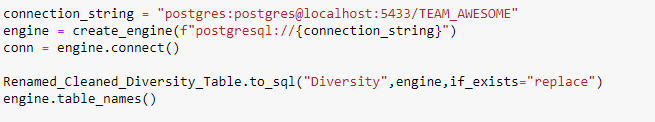 connection_string = "postgres:postgres@localhost:5433/TEAM_AWESOME"
engine = create_engine(f"postgresql://{connection_string}")
conn = engine.connect()
Renamed_Cleaned_Diversity_Table.to_sql("Diversity",engine,if_exists="replace")
engine.table_names()